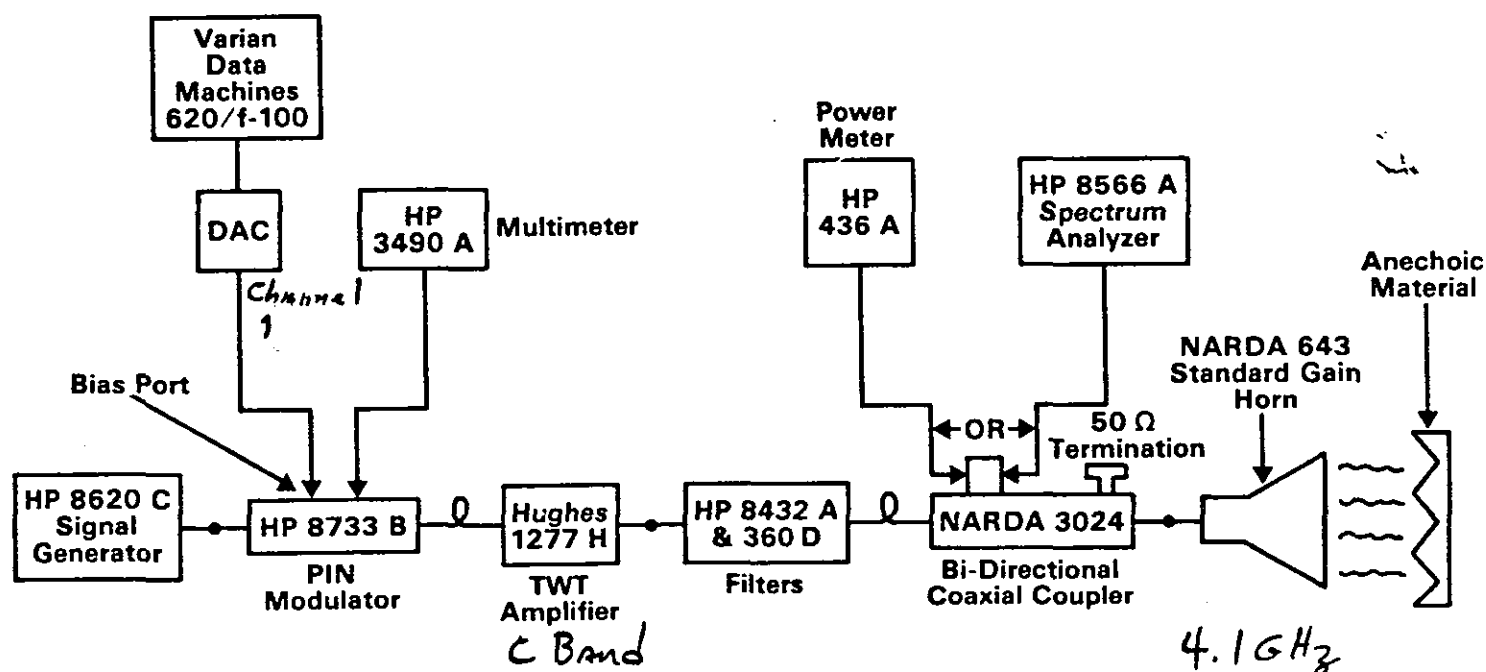 Varian
Data
Machines
620/f-100
DAC
HP
3490 A
Multimeter
Channel
1
Power
Meter
HP
436 A
HP 8566 A
Spectrum
Analyzer
Anechoic
Material
NARDA 643
Standard Gain
Horn
Bias Port
OR
50 Ω
Termination
HP 8620 C
Signal
Generator
HP 8733 B
PIN
Modulator
Hughes
1277 H
TWT
Amplifier
C Band
HP 8432 A
& 360 D
Filters
NARDA 3024
Bi-Directional
Coaxial Coupler
4.1 GHz